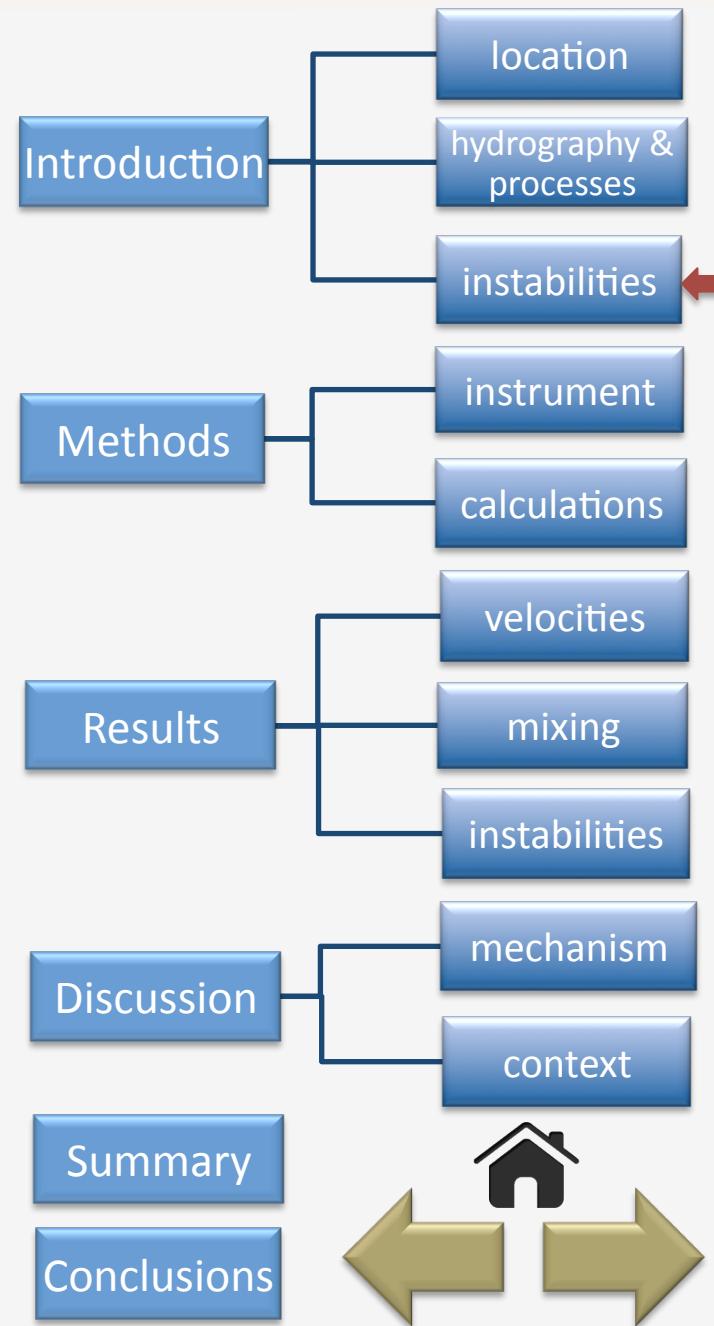 Introduction
location
hydrography &
processes
instabilities
Methods
instrument
calculations
Results
velocities
mixing
instabilities
Discussion
mechanism
context
Summary
Conclusions